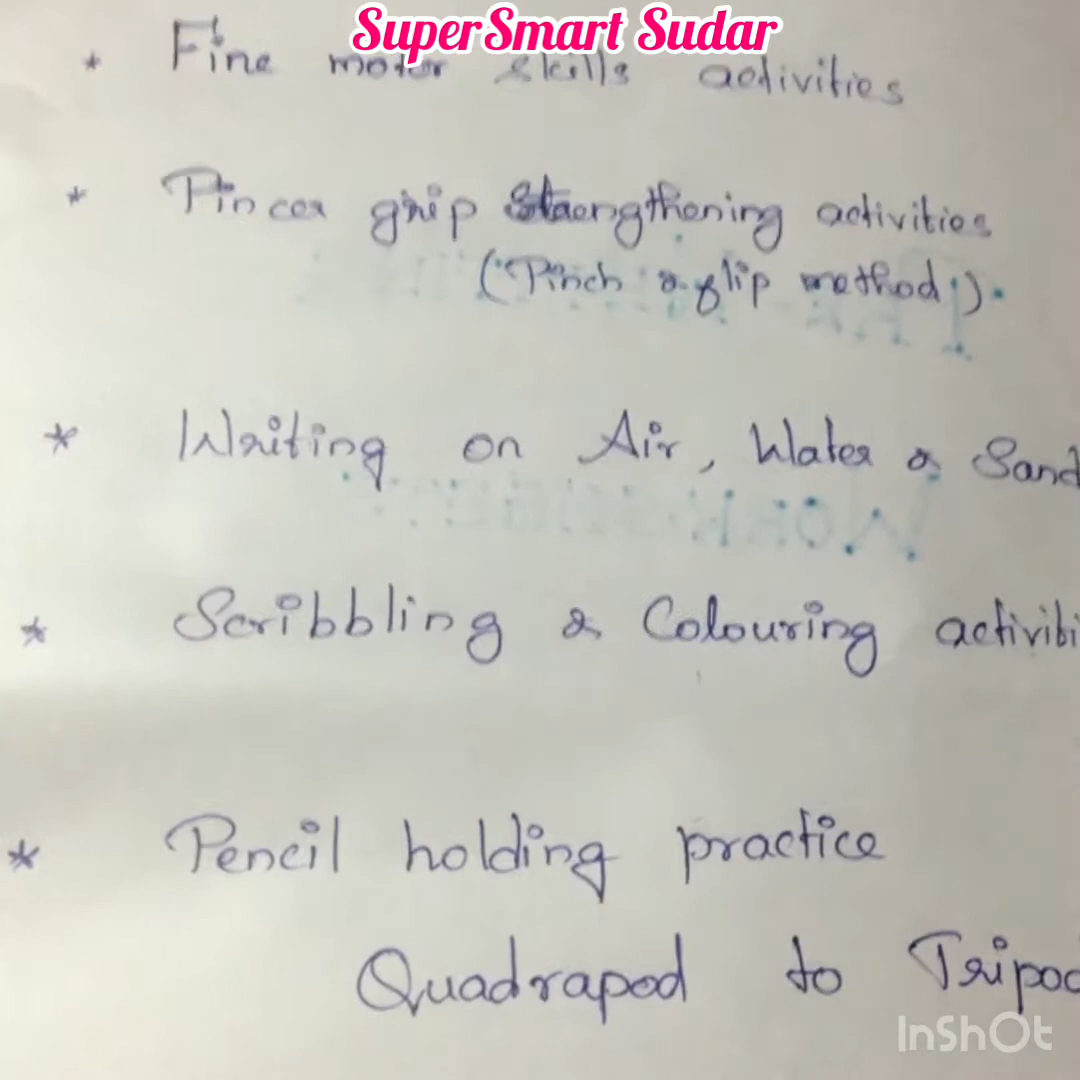 SuperSmart Sudar
* Fine motor skills activities
* Pincer grip Strengthening activities
("Pinch & flip method")
* Writing on Air, Water & Sand
* Scribbling & Colouring activiti
* Pencil holding practice
Quadrapod to Tripod
InShOt